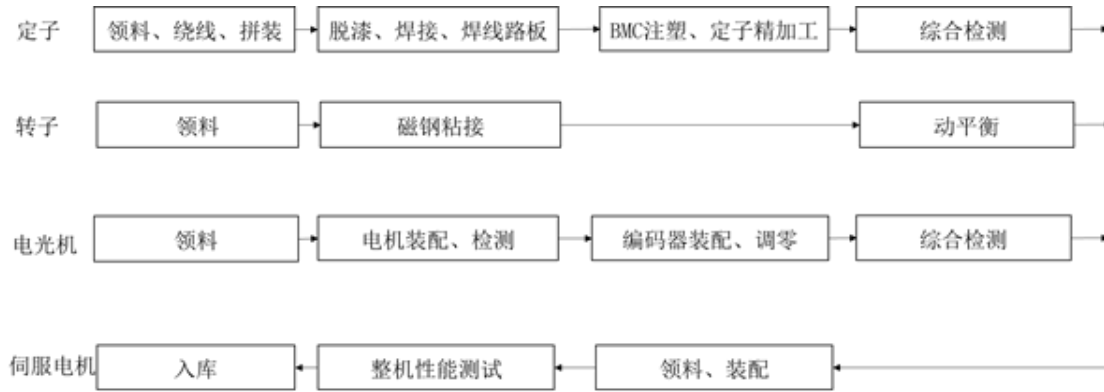 定子 领料、绕线、拼装 脱漆、焊接、焊线路板 BMC注塑、定子精加工 综合检测
转子 领料 磁钢粘接 动平衡
电光机 领料 电机装配、检测 编码器装配、调零 综合检测
伺服电机 入库 整机性能测试 领料、装配